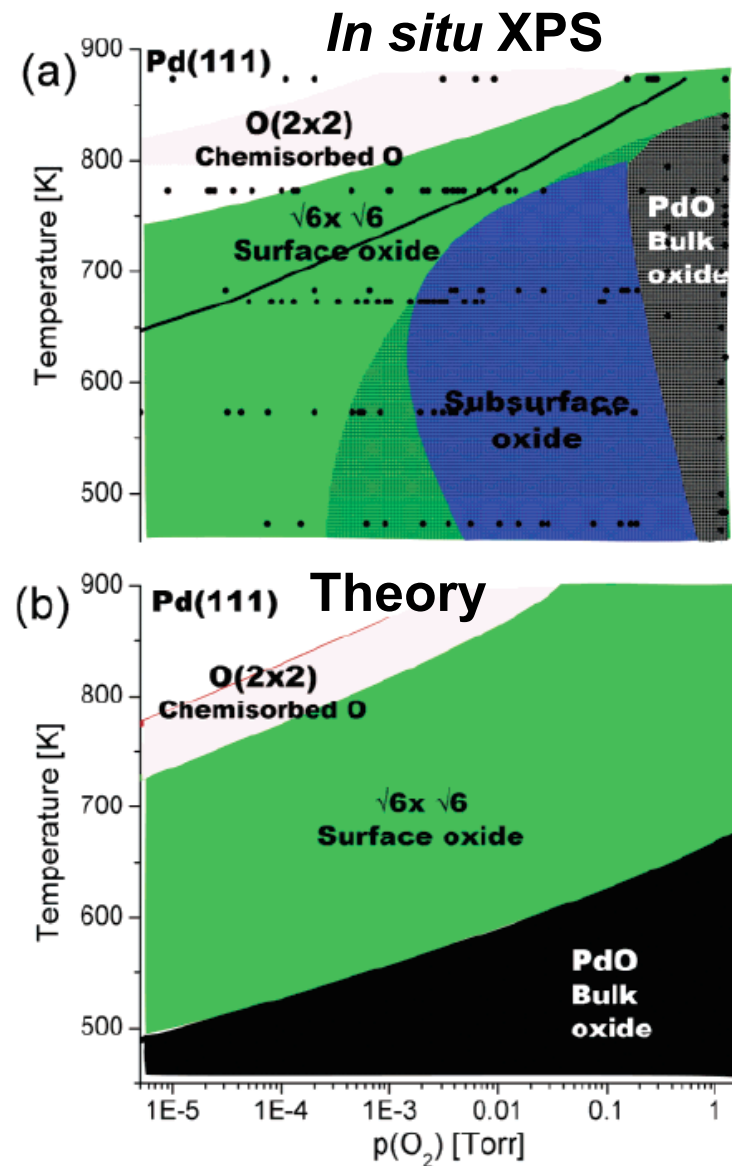 In situ XPS
(a)
Pd(111)
O(2x2)
Chemisorbed O
√6x √6
Surface oxide
PdO
Bulk
oxide
Subsurface
oxide
Temperature [K]
900
800
700
600
500
(b)
Pd(111)
Theory
O(2x2)
Chemisorbed O
√6x √6
Surface oxide
PdO
Bulk
oxide
Temperature [K]
900
800
700
600
500
1E-5 1E-4 1E-3 0.01 0.1 1
p(O₂) [Torr]